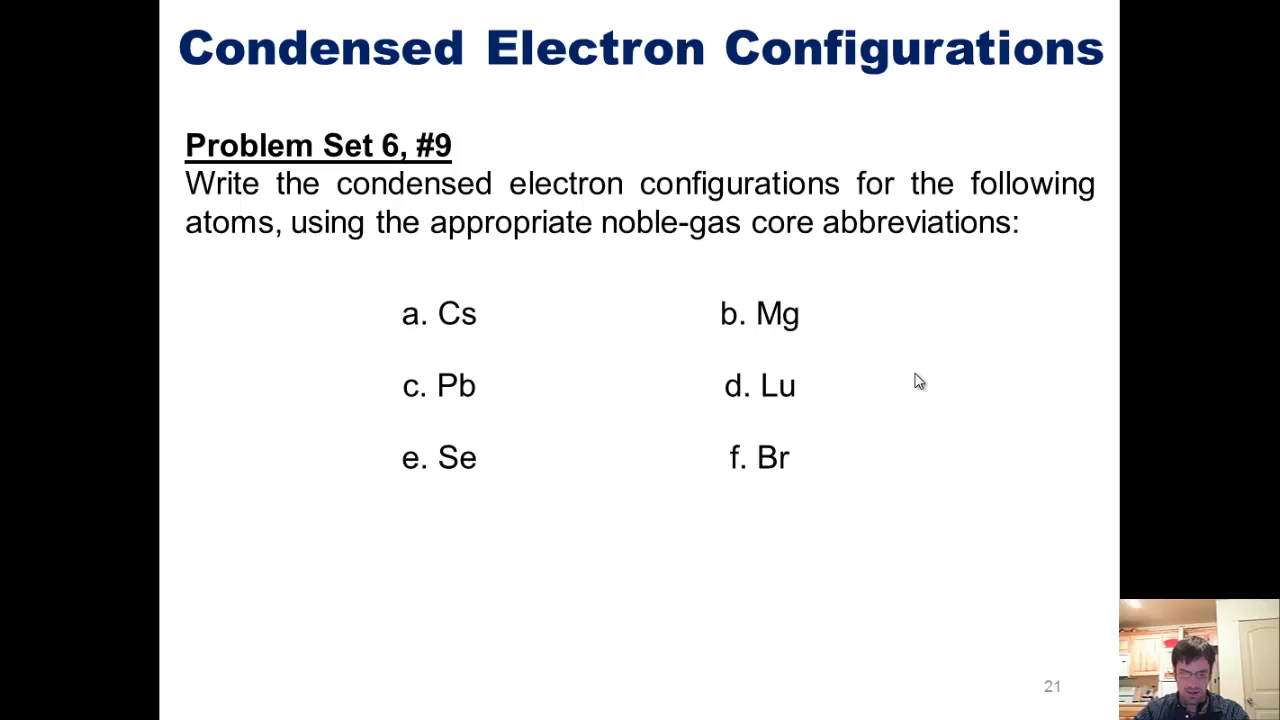 Condensed Electron Configurations
Problem Set 6, #9
Write the condensed electron configurations for the following
atoms, using the appropriate noble-gas core abbreviations:
a. Cs
b. Mg
c. Pb
d. Lu
e. Se
f. Br
21